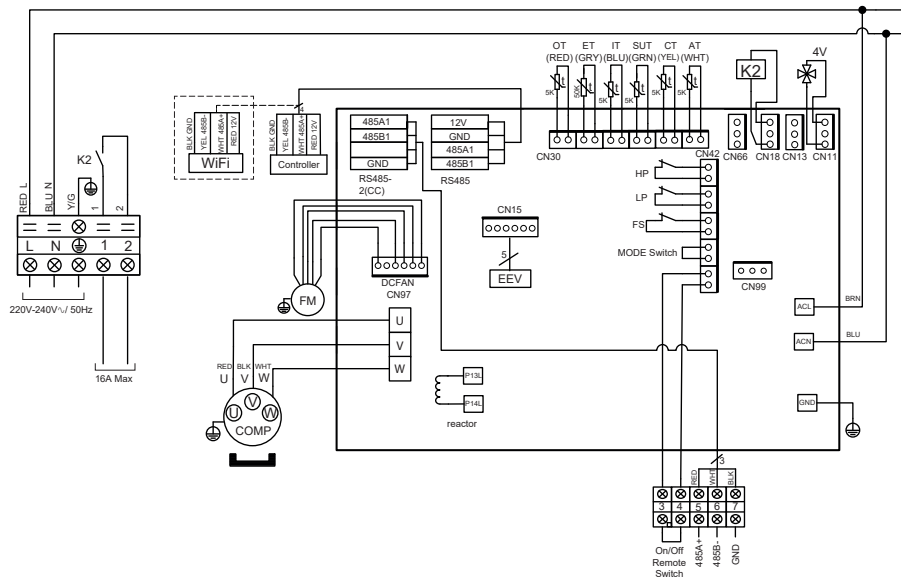 OT ET IT SUT CT AT
(RED) (GRY) (BLU) (GRN) (YEL) (WHT)
t t t t t t
5K 50K 5K 5K 5K 5K
K2
4V
CN30
CN66 CN18 CN13 CN11
CN42
RED L
BLU N
Y/G
1
2
K2
L N 1 2
220V-240V∿/ 50Hz
16A Max
BLK GND
YEL 485B-
WHT 485A+
RED 12V
WiFi
BLK GND
YEL 485B-
WHT 485A+
RED 12V
Controller
4
485A1
485B1
GND
RS485-
2(CC)
12V
GND
485A1
485B1
RS485
HP
LP
FS
MODE Switch
CN15
5
EEV
CN99
DCFAN
CN97
FM
U
V
W
RED BLK WHT
U V W
U V W
COMP
P13L
P14L
reactor
ACL
BRN
ACN
BLU
GND
3
RED
WHT
BLK
3 4 5 6 7
On/Off
Remote
Switch
485A+
485B-
GND